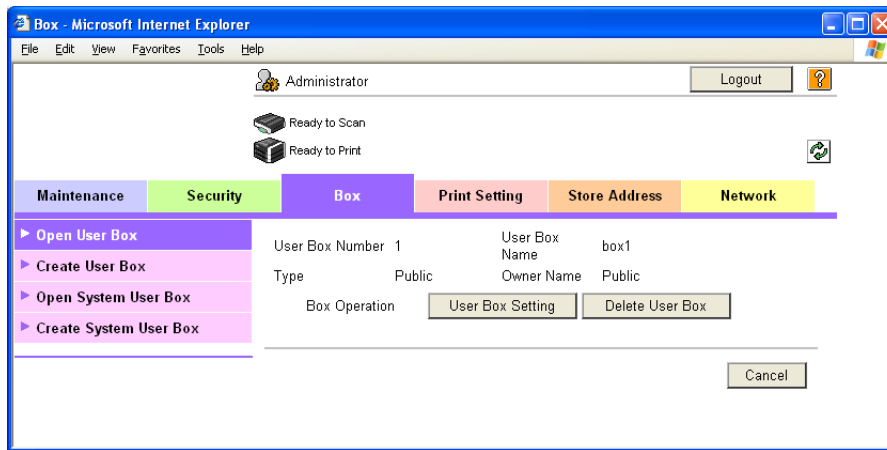 Box - Microsoft Internet Explorer
File Edit View Favorites Tools Help
Administrator Logout ?
Ready to Scan
Ready to Print
Maintenance Security Box Print Setting Store Address Network
Open User Box
Create User Box
Open System User Box
Create System User Box
User Box Number 1 User Box Name box1
Type Public Owner Name Public
Box Operation User Box Setting Delete User Box
Cancel